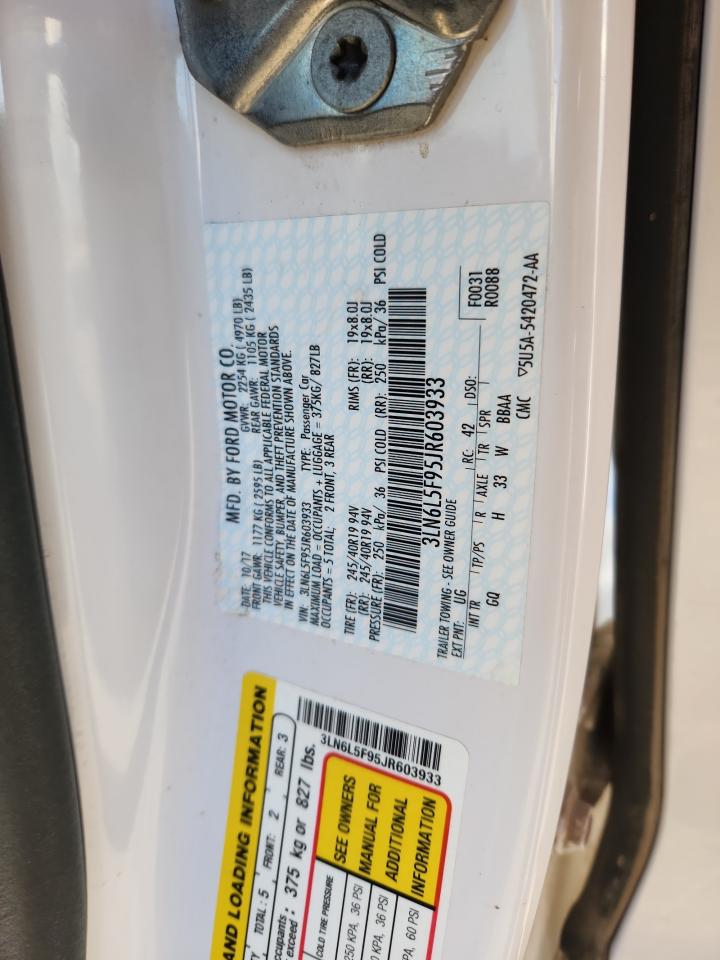 MFD. BY FORD MOTOR CO.
DATE: 10/17 GVWR: 2254 KG ( 4970 LB)
FRONT GAWR: 1177 KG ( 2595 LB) REAR GAWR: 1105 KG ( 2435 LB)
THIS VEHICLE CONFORMS TO ALL APPLICABLE FEDERAL MOTOR
VEHICLE SAFETY, BUMPER, AND THEFT PREVENTION STANDARDS
IN EFFECT ON THE DATE OF MANUFACTURE SHOWN ABOVE.
VIN: 3LN6L5F95JR603933 TYPE: Passenger Car
MAXIMUM LOAD = OCCUPANTS + LUGGAGE = 375KG/ 827LB
OCCUPANTS = 5 TOTAL; 2 FRONT, 3 REAR
TIRE (FR): 245/40R19 94V RIMS (FR): 19x8.0J
(RR): 245/40R19 94V (RR): 19x8.0J
PRESSURE (FR): 250 kPa/ 36 PSI COLD (RR): 250 kPa/ 36 PSI COLD
3LN6L5F95JR603933
TRAILER TOWING - SEE OWNER GUIDE
F0031
EXT PNT: UG RC: 42 DSO: R0088
INT TR TP/PS R AXLE TR SPR
GQ H 33 W BBAA
CMC ▽5U5A-5420472-AA
AND LOADING INFORMATION
TOTAL: 5 FRONT: 2 REAR: 3
exceed: 375 kg or 827 lbs.
3LN6L5F95JR603933
COLD TIRE PRESSURE
250 KPA, 36 PSI
KPA, 36 PSI
60 PSI
SEE OWNERS
MANUAL FOR
ADDITIONAL
INFORMATION